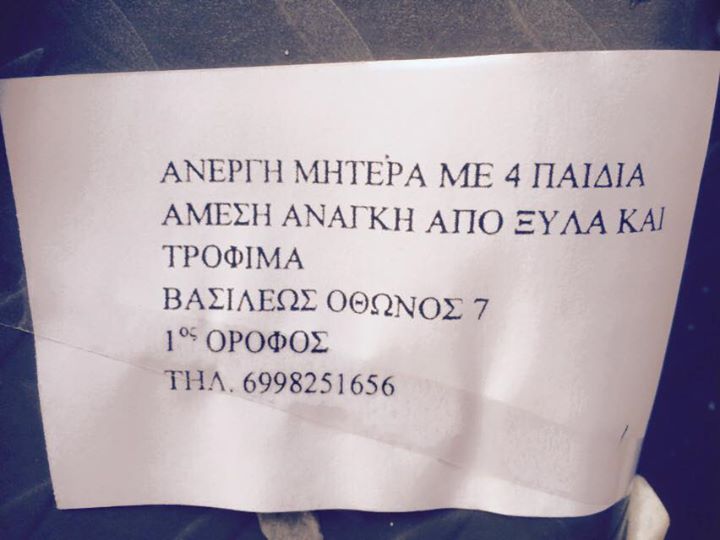 ΑΝΕΡΓΗ ΜΗΤΕΡΑ ΜΕ 4 ΠΑΙΔΙΑ
ΑΜΕΣΗ ΑΝΑΓΚΗ ΑΠΟ ΞΥΛΑ ΚΑΙ
ΤΡΟΦΙΜΑ
ΒΑΣΙΛΕΩΣ ΟΘΩΝΟΣ 7
1ος ΟΡΟΦΟΣ
ΤΗΛ. 6998251656